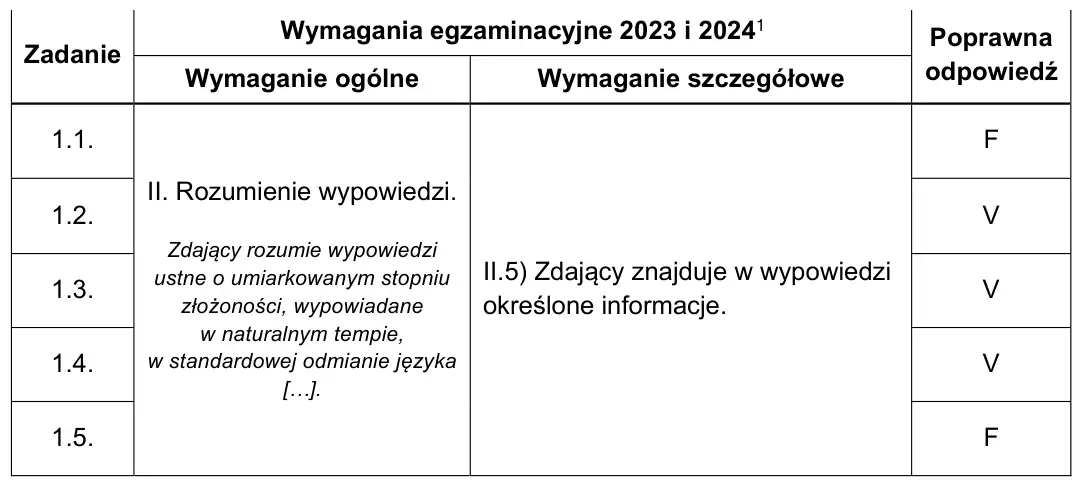 Zadanie
Wymagania egzaminacyjne 2023 i 2024¹
Poprawna
odpowiedź
Wymaganie ogólne
Wymaganie szczegółowe
1.1.
F
II. Rozumienie wypowiedzi.
1.2.
V
Zdający rozumie wypowiedzi
ustne o umiarkowanym stopniu
złożoności, wypowiadane
w naturalnym tempie,
w standardowej odmianie języka
[…].
II.5) Zdający znajduje w wypowiedzi
określone informacje.
1.3.
V
1.4.
V
1.5.
F